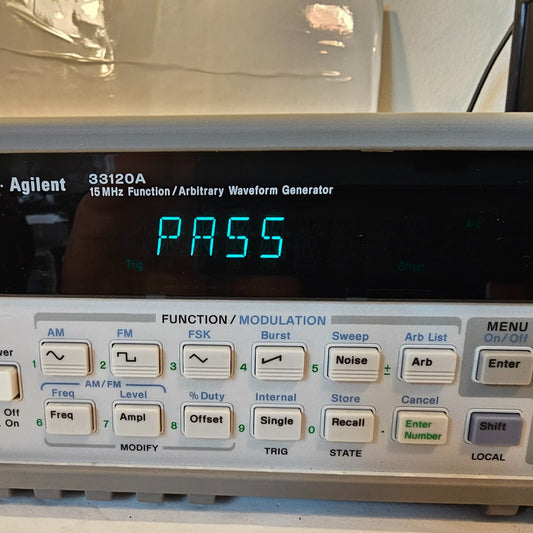 Agilent
33120A
15 MHz Function / Arbitrary Waveform Generator
PASS
Arb
Trig
Offset
FUNCTION / MODULATION
MENU
On/Off
AM FM FSK Burst Sweep Arb List
1 2 3 4 5 Noise ± Arb Enter
wer
Off
On
AM/FM
Freq Level % Duty Internal Store Cancel
6 Freq 7 Ampl 8 Offset 9 Single 0 Recall Enter Number Shift
MODIFY TRIG STATE LOCAL